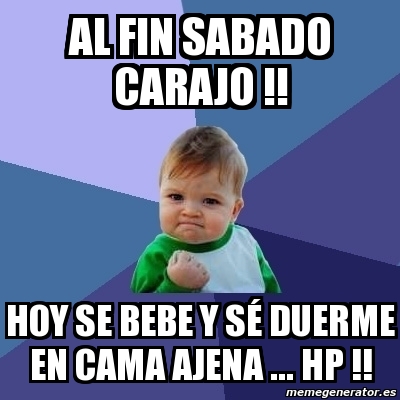 AL FIN SABADO
CARAJO !!
HOY SE BEBE Y SÉ DUERME
EN CAMA AJENA ... HP !!
memegenerator.es